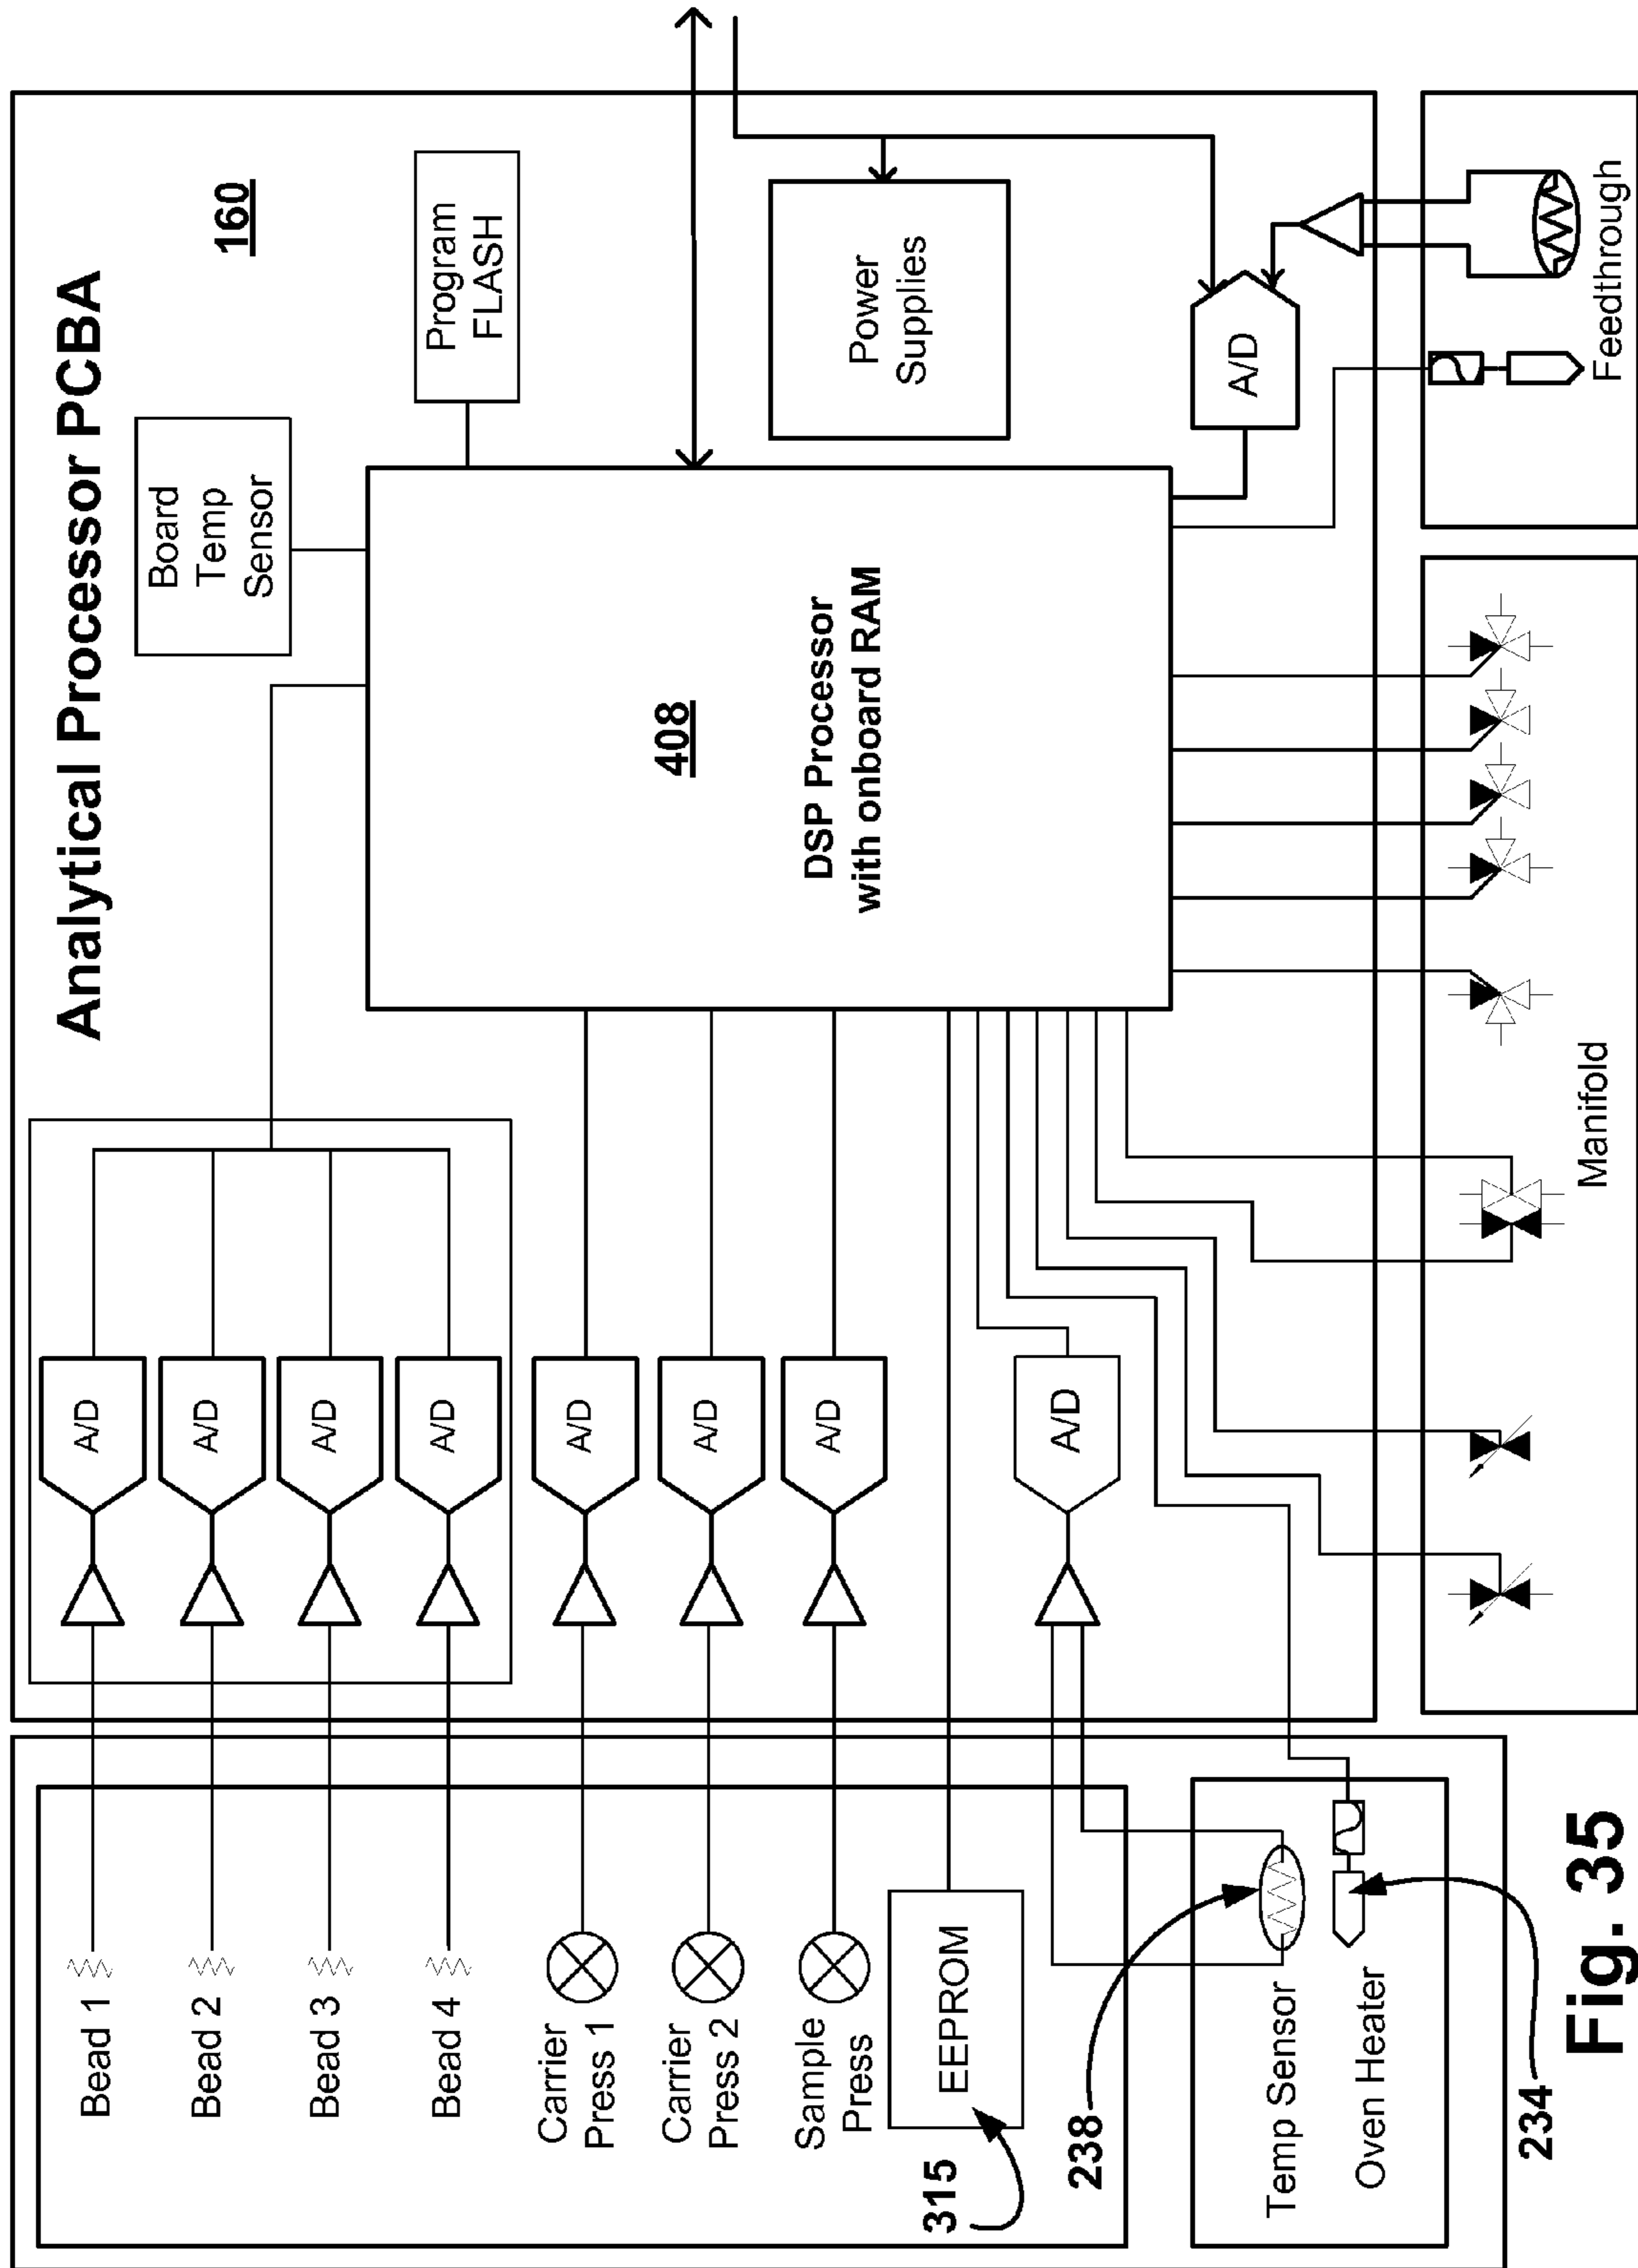 Analytical Processor PCBA
160
Board
Temp
Sensor
Program
FLASH
Bead 1
A/D
Bead 2
A/D
Bead 3
A/D
Bead 4
A/D
Carrier
Press 1
A/D
Carrier
Press 2
A/D
Sample
Press
A/D
408
DSP Processor
with onboard RAM
Power
Supplies
315
EEPROM
A/D
A/D
238
Temp Sensor
Oven Heater
234
Manifold
Feedthrough
Fig. 35